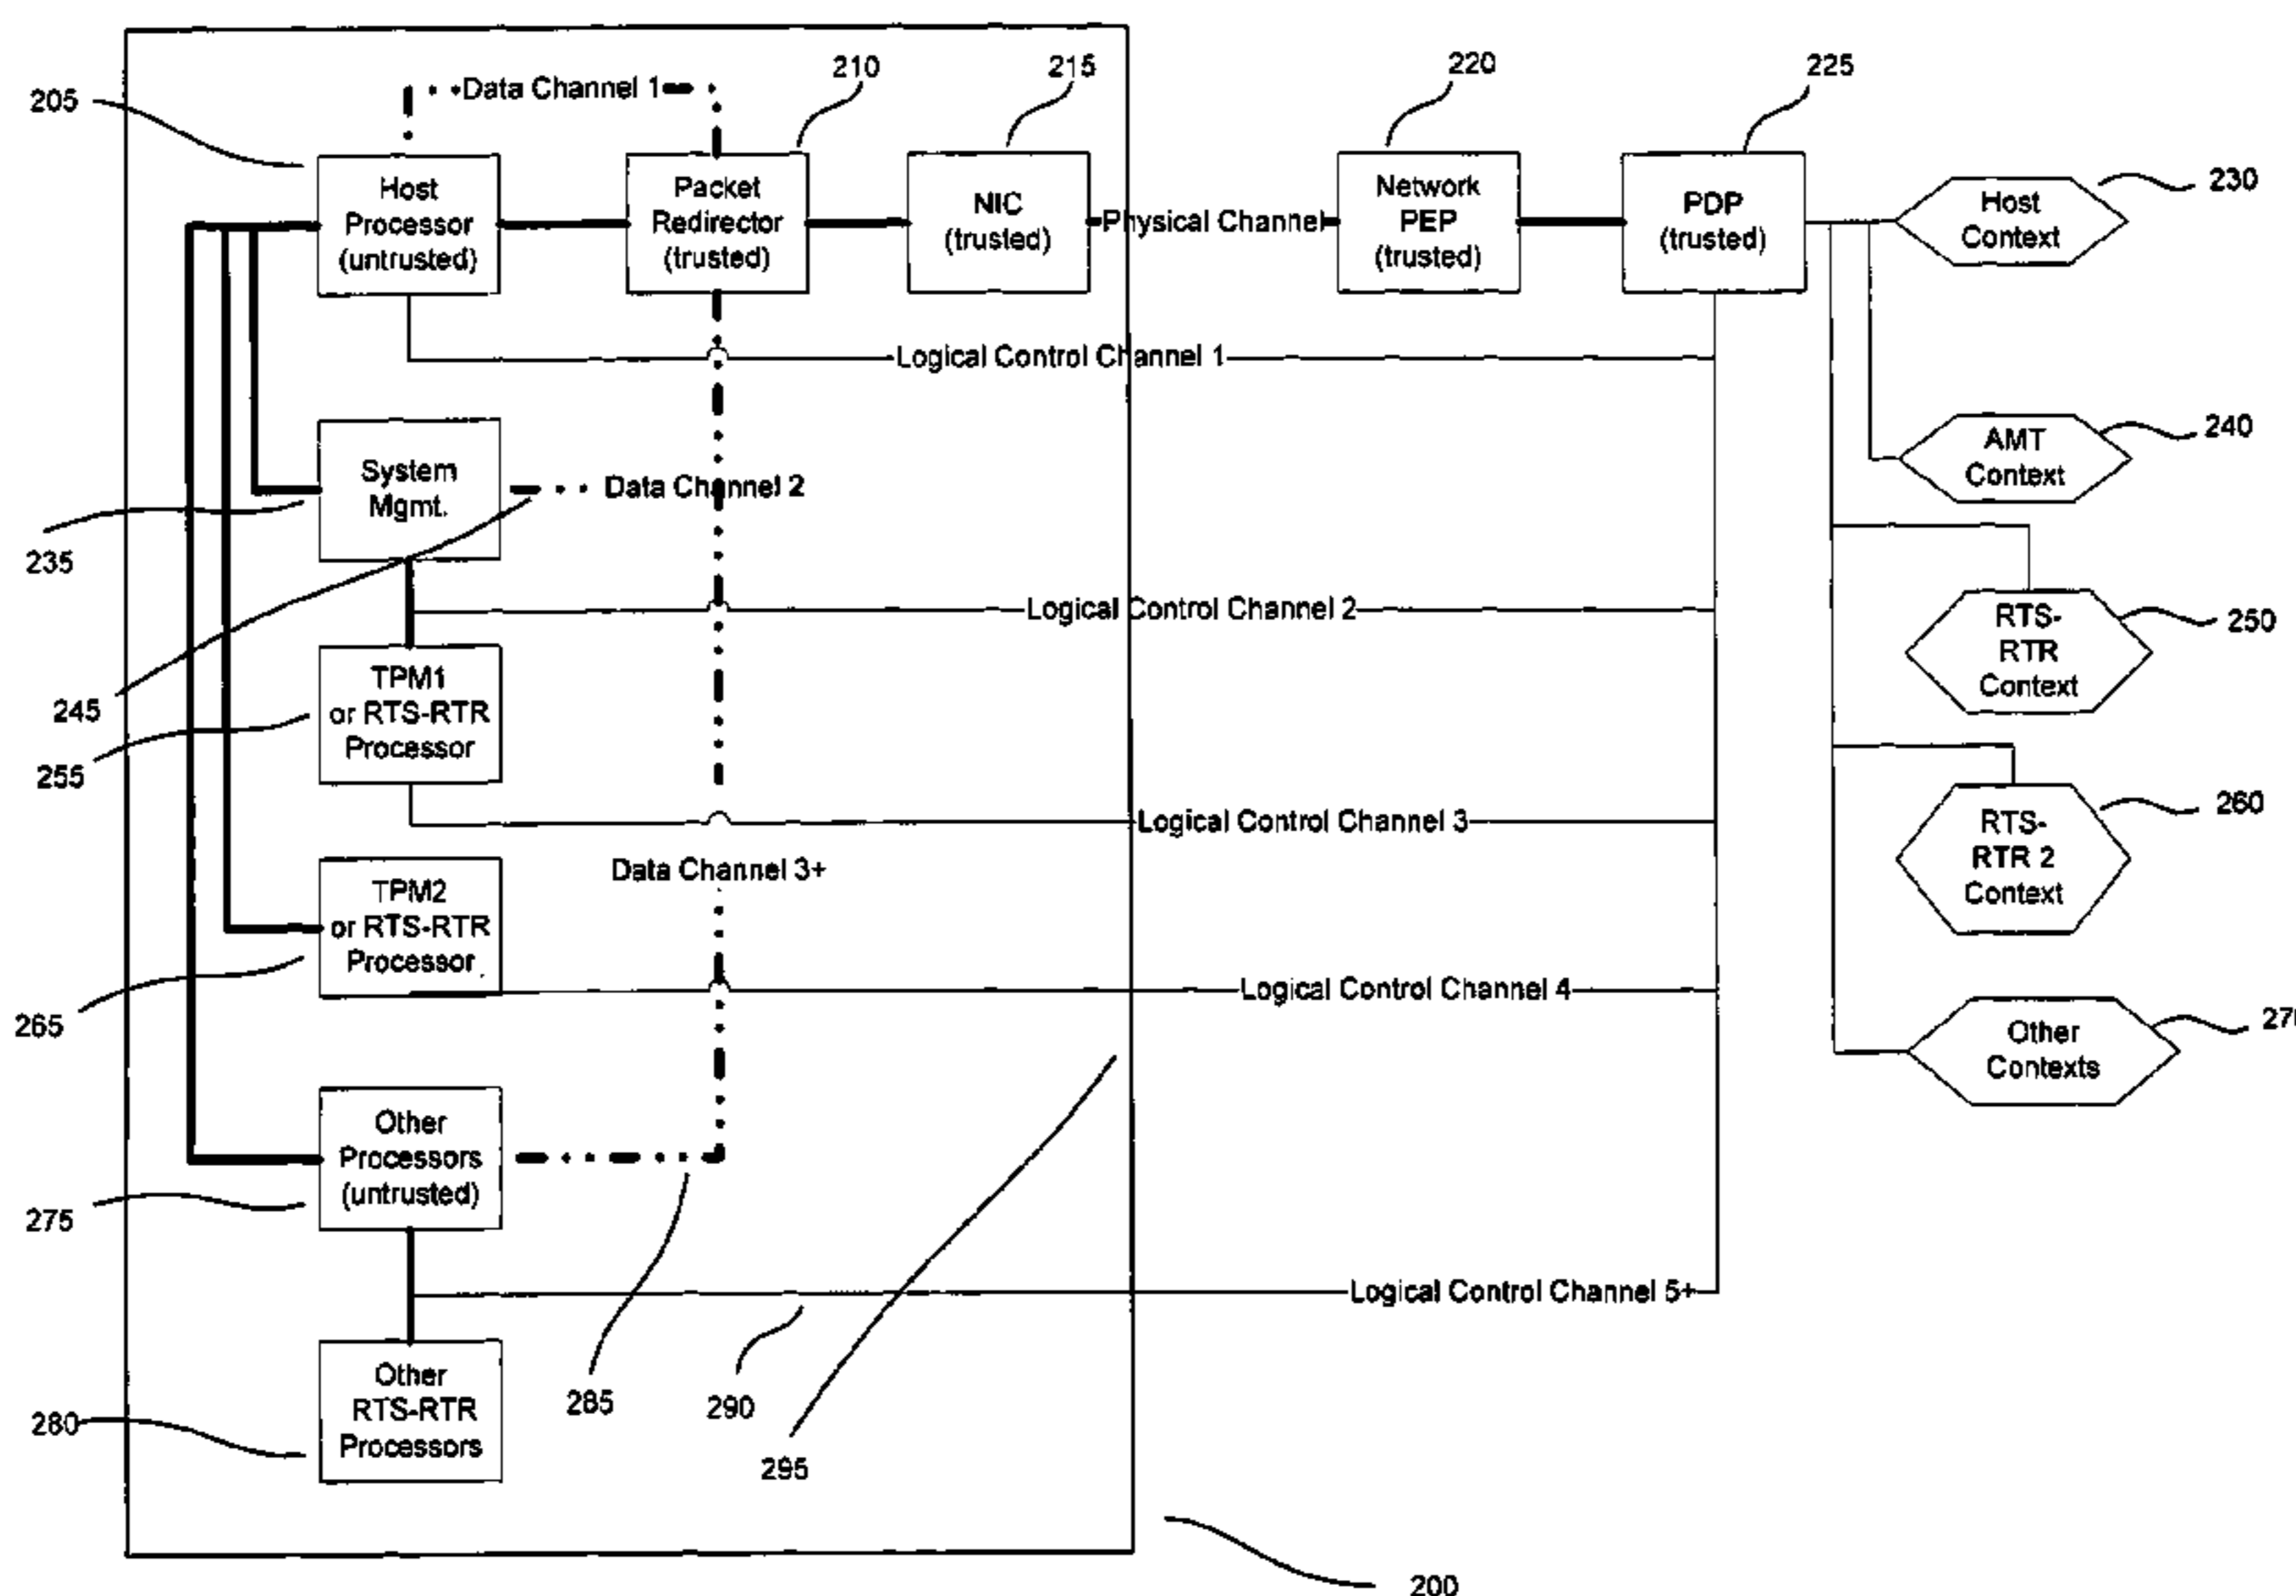 210
215
220
225
205
Data Channel 1
Host
Processor
(untrusted)
Packet
Redirector
(trusted)
NIC
(trusted)
Physical Channel
Network
PEP
(trusted)
PDP
(trusted)
Host
Context
230
Logical Control Channel 1
System
Mgmt.
Data Channel 2
AMT
Context
240
235
Logical Control Channel 2
RTS-
RTR
Context
250
TPM1
or RTS-RTR
Processor
245
255
Logical Control Channel 3
RTS-
RTR 2
Context
260
Data Channel 3+
TPM2
or RTS-RTR
Processor
265
Logical Control Channel 4
Other
Contexts
Other
Processors
(untrusted)
275
Logical Control Channel 5+
Other
RTS-RTR
Processors
280
285
290
295
200